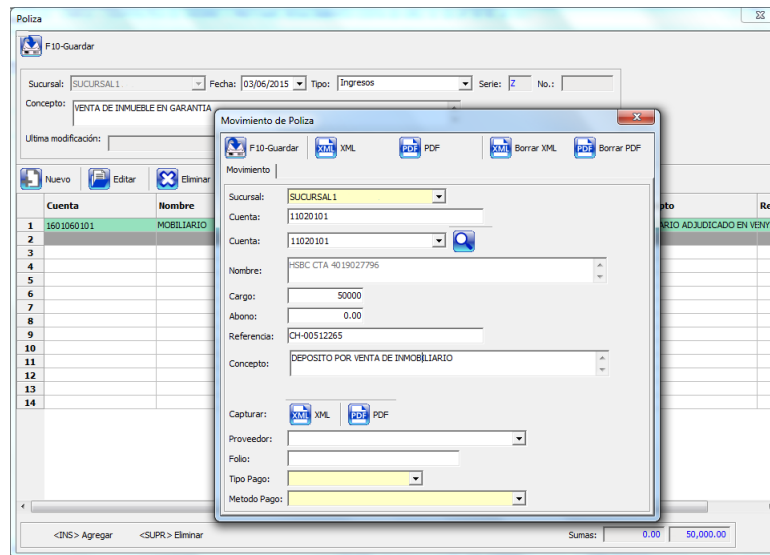 Poliza
F10-Guardar
Sucursal: SUCURSAL1 Fecha: 03/06/2015 Tipo: Ingresos Serie: Z No.:
Concepto: VENTA DE INMUEBLE EN GARANTIA
Ultima modificación:
Nuevo Editar Eliminar
Cuenta Nombre pto Re
1 1601060101 MOBILIARIO ARIO ADJUDICADO EN VENY
2
3
4
5
6
7
8
9
10
11
12
13
14
<INS> Agregar <SUPR> Eliminar Sumas: 0.00 50,000.00
Movimiento de Poliza
F10-Guardar XML XML PDF PDF XML Borrar XML PDF Borrar PDF
Movimiento
Sucursal: SUCURSAL1
Cuenta: 11020101
Cuenta: 11020101
Nombre: HSBC CTA 4019027796
Cargo: 50000
Abono: 0.00
Referencia: CH-00512265
Concepto: DEPOSITO POR VENTA DE INMOBILIARIO
Capturar: XML XML PDF PDF
Proveedor:
Folio:
Tipo Pago:
Metodo Pago: